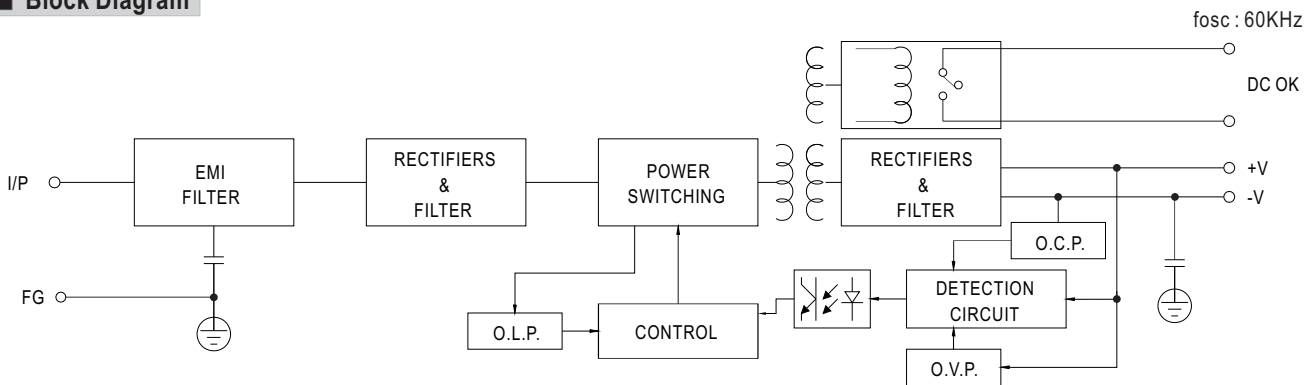 Block Diagram
fosc : 60KHz
DC OK
I/P
EMI
FILTER
RECTIFIERS
&
FILTER
POWER
SWITCHING
RECTIFIERS
&
FILTER
+V
-V
O.C.P.
FG
O.L.P.
CONTROL
DETECTION
CIRCUIT
O.V.P.